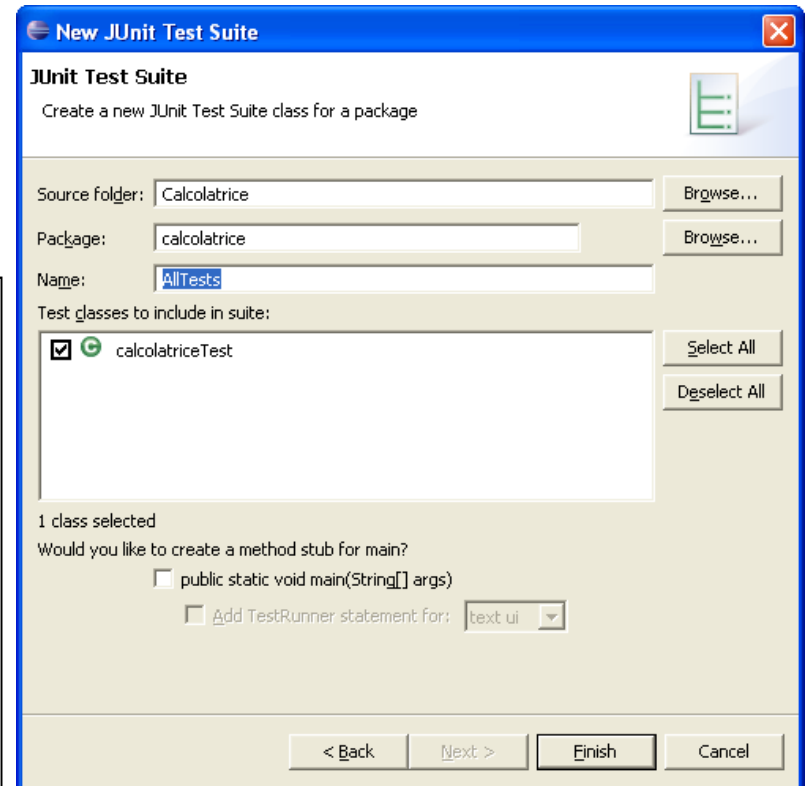 New JUnit Test Suite
JUnit Test Suite
Create a new JUnit Test Suite class for a package
Source folder: Calcolatrice Browse...
Package: calcolatrice Browse...
Name: AllTests
Test classes to include in suite:
calcolatriceTest Select All
Deselect All
1 class selected
Would you like to create a method stub for main?
public static void main(String[] args)
Add TestRunner statement for: text ui
< Back Next > Finish Cancel